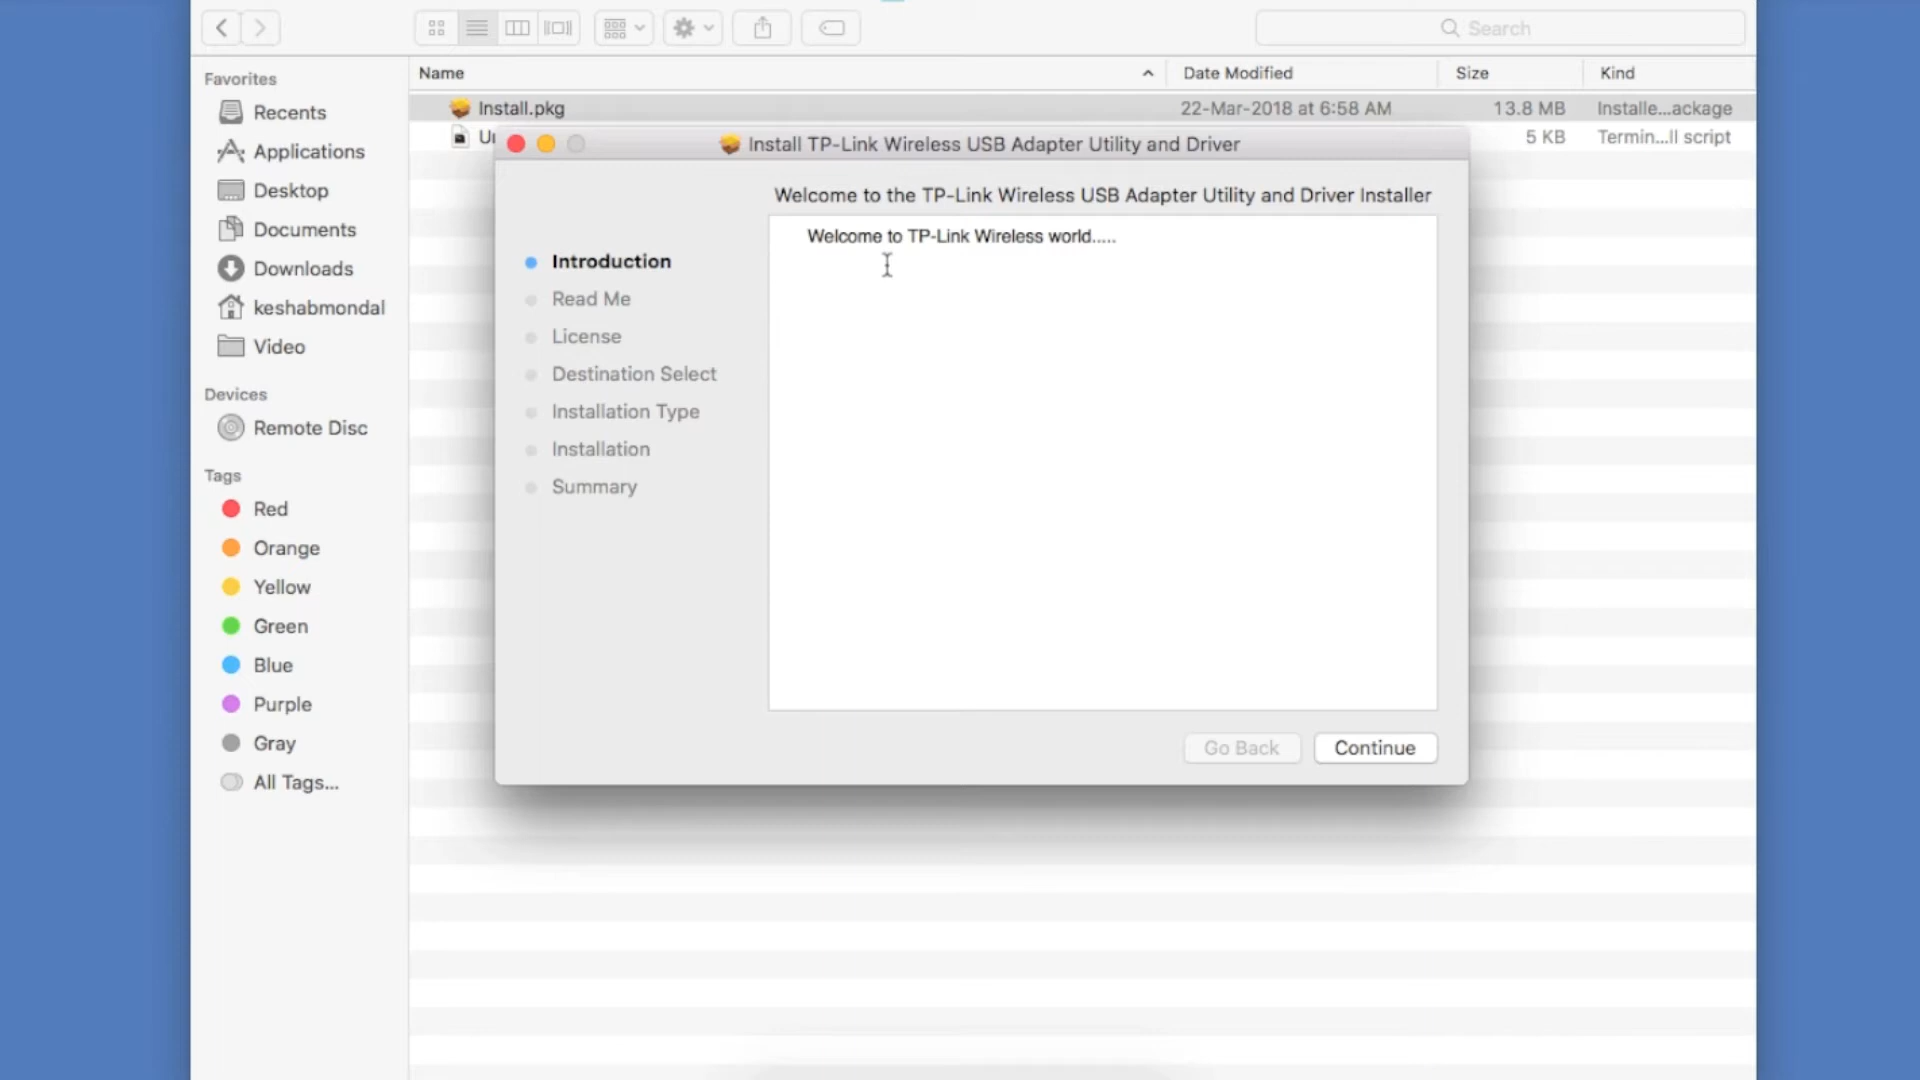 Search
Favorites
Recents
Applications
Desktop
Documents
Downloads
keshabmondal
Video
Devices
Remote Disc
Tags
Red
Orange
Yellow
Green
Blue
Purple
Gray
All Tags...
Name Date Modified Size Kind
Install.pkg 22-Mar-2018 at 6:58 AM 13.8 MB Installe...ackage
5 KB Termin...ll script
Install TP-Link Wireless USB Adapter Utility and Driver
Welcome to the TP-Link Wireless USB Adapter Utility and Driver Installer
Introduction
Read Me
License
Destination Select
Installation Type
Installation
Summary
Welcome to TP-Link Wireless world.....
Go Back Continue